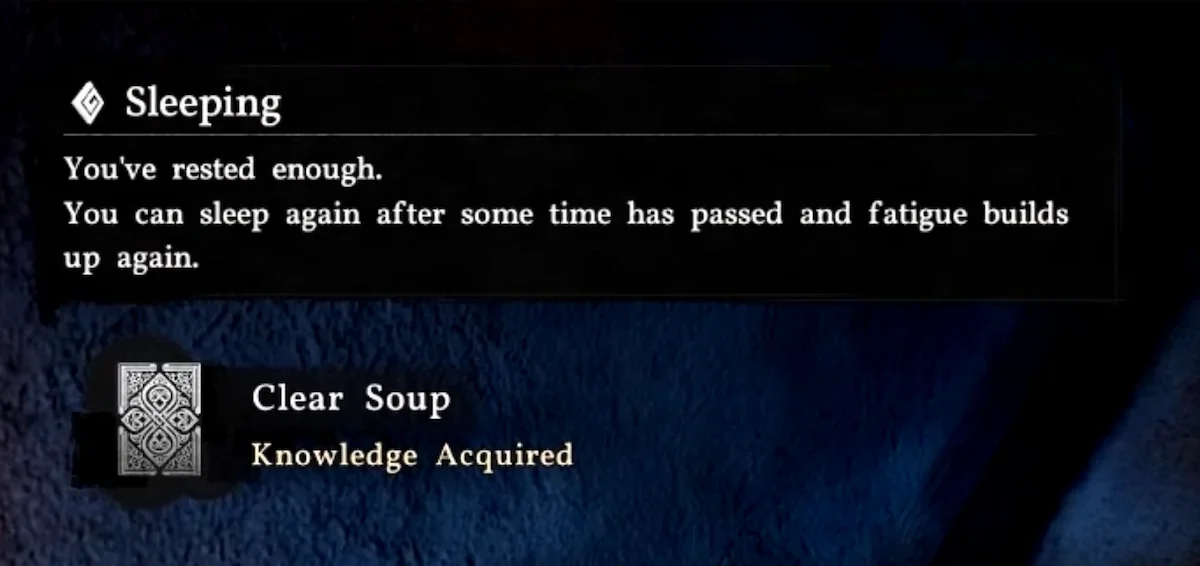 Sleeping
You've rested enough.
You can sleep again after some time has passed and fatigue builds
up again.
Clear Soup
Knowledge Acquired